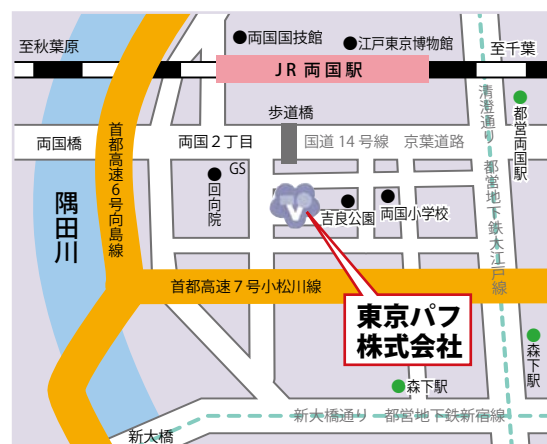 両国国技館
江戸東京博物館
至秋葉原
至千葉
JR両国駅
歩道橋
両国橋
両国2丁目
国道14号線 京葉道路
清澄通り 都営地下鉄大江戸線
都営両国駅
首都高速6号向島線
GS
回向院
吉良公園
両国小学校
隅田川
V
首都高速7号小松川線
東京パフ
株式会社
森下駅
森下駅
新大橋通り 都営地下鉄新宿線
新大橋